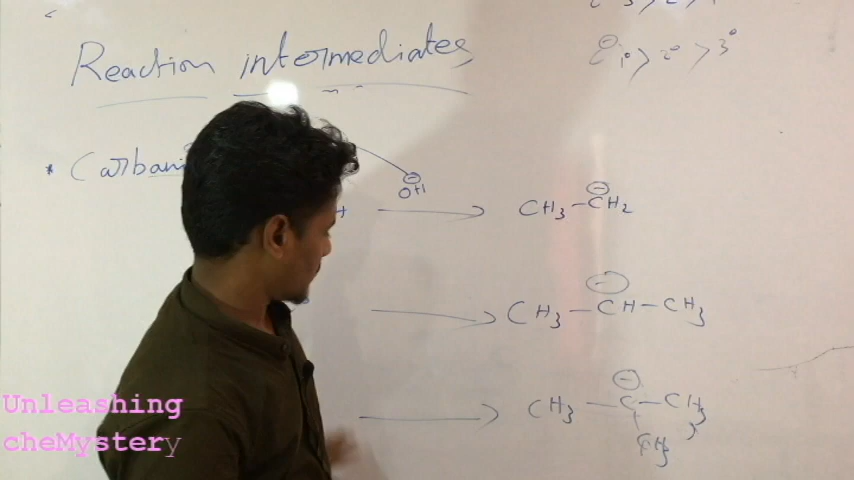 Reaction intermediates
⊖ 1° > 2° > 3°
* Carbani
⊖
OH
⊖
CH3 - CH2
⊖
CH3 - CH - CH3
⊖
CH3 - C - CH3
CH3
Unleashing
cheMystery